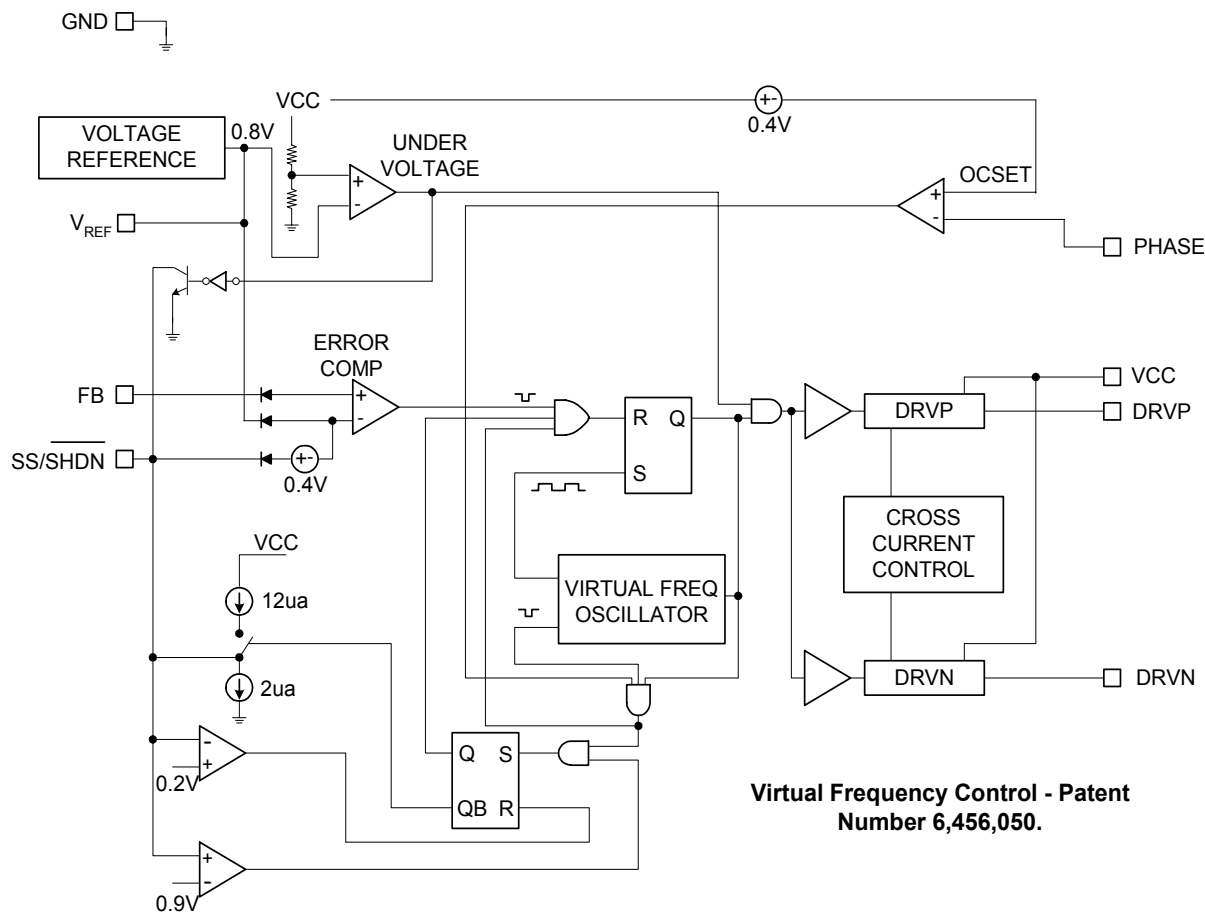 GND
VCC
+-
0.4V
VOLTAGE
REFERENCE
0.8V
UNDER
VOLTAGE
+
-
OCSET
+
-
VREF
PHASE
ERROR
COMP
FB
+
-
SS/SHDN
+-
0.4V
R Q
S
DRVP
VCC
DRVP
CROSS
CURRENT
CONTROL
VIRTUAL FREQ
OSCILLATOR
VCC
12ua
2ua
DRVN
DRVN
-
+
0.2V
Q S
QB R
+
-
0.9V
Virtual Frequency Control - Patent
Number 6,456,050.